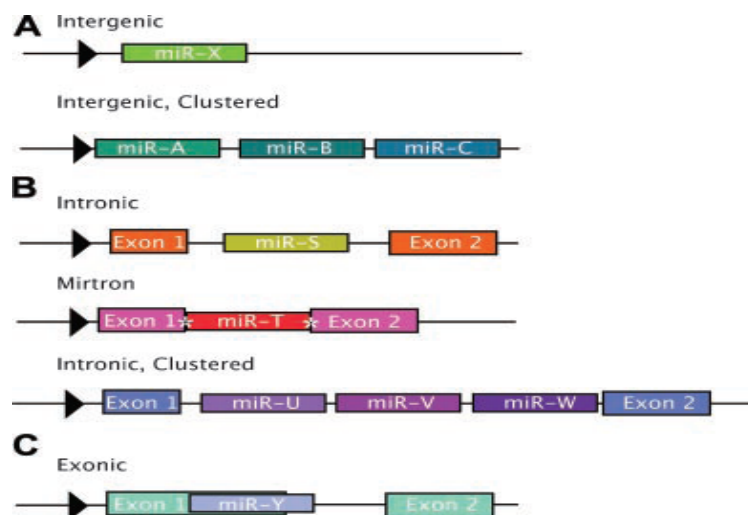 A Intergenic
miR-X
Intergenic, Clustered
miR-A miR-B miR-C
B
Intronic
Exon 1 miR-S Exon 2
Mirtron
Exon 1 * miR-T * Exon 2
Intronic, Clustered
Exon 1 miR-U miR-V miR-W Exon 2
C
Exonic
Exon 1 miR-Y Exon 2